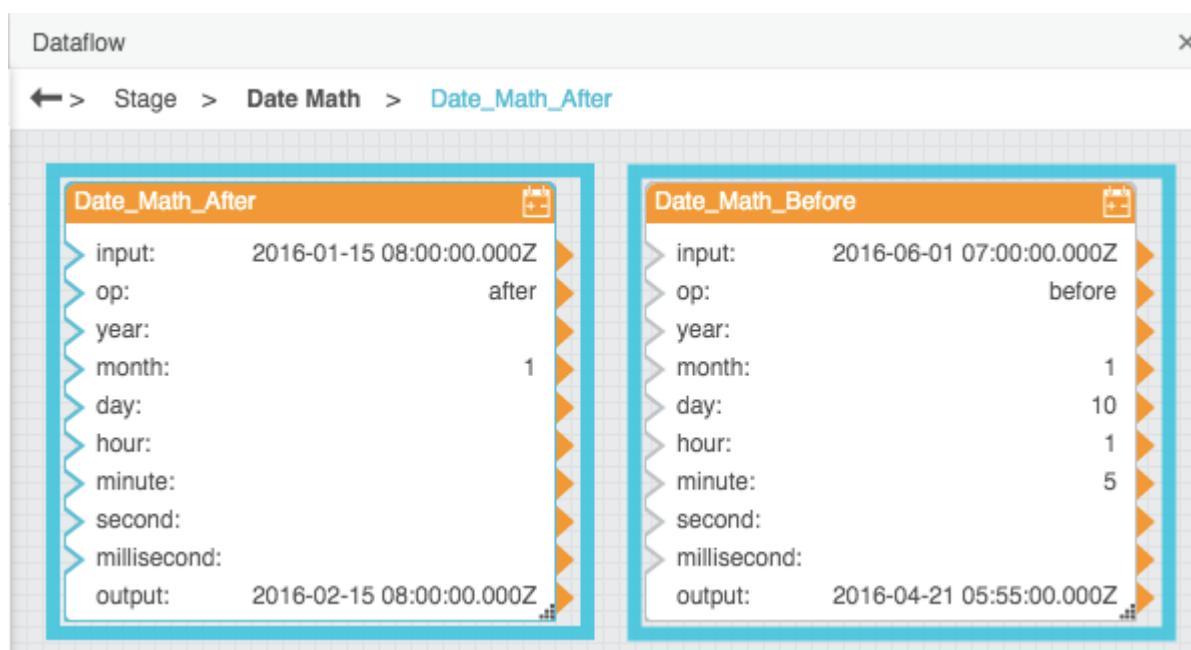 Dataflow ×
← > Stage > Date Math > Date_Math_After
Date_Math_After
input: 2016-01-15 08:00:00.000Z
op: after
year:
month: 1
day:
hour:
minute:
second:
millisecond:
output: 2016-02-15 08:00:00.000Z
Date_Math_Before
input: 2016-06-01 07:00:00.000Z
op: before
year:
month: 1
day: 10
hour: 1
minute: 5
second:
millisecond:
output: 2016-04-21 05:55:00.000Z